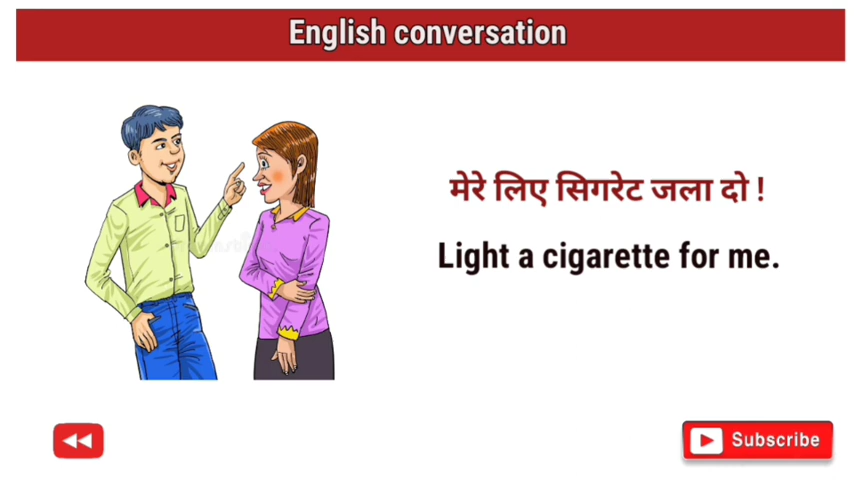 English conversation
मेरे लिए सिगरेट जला दो !
Light a cigarette for me.
Subscribe